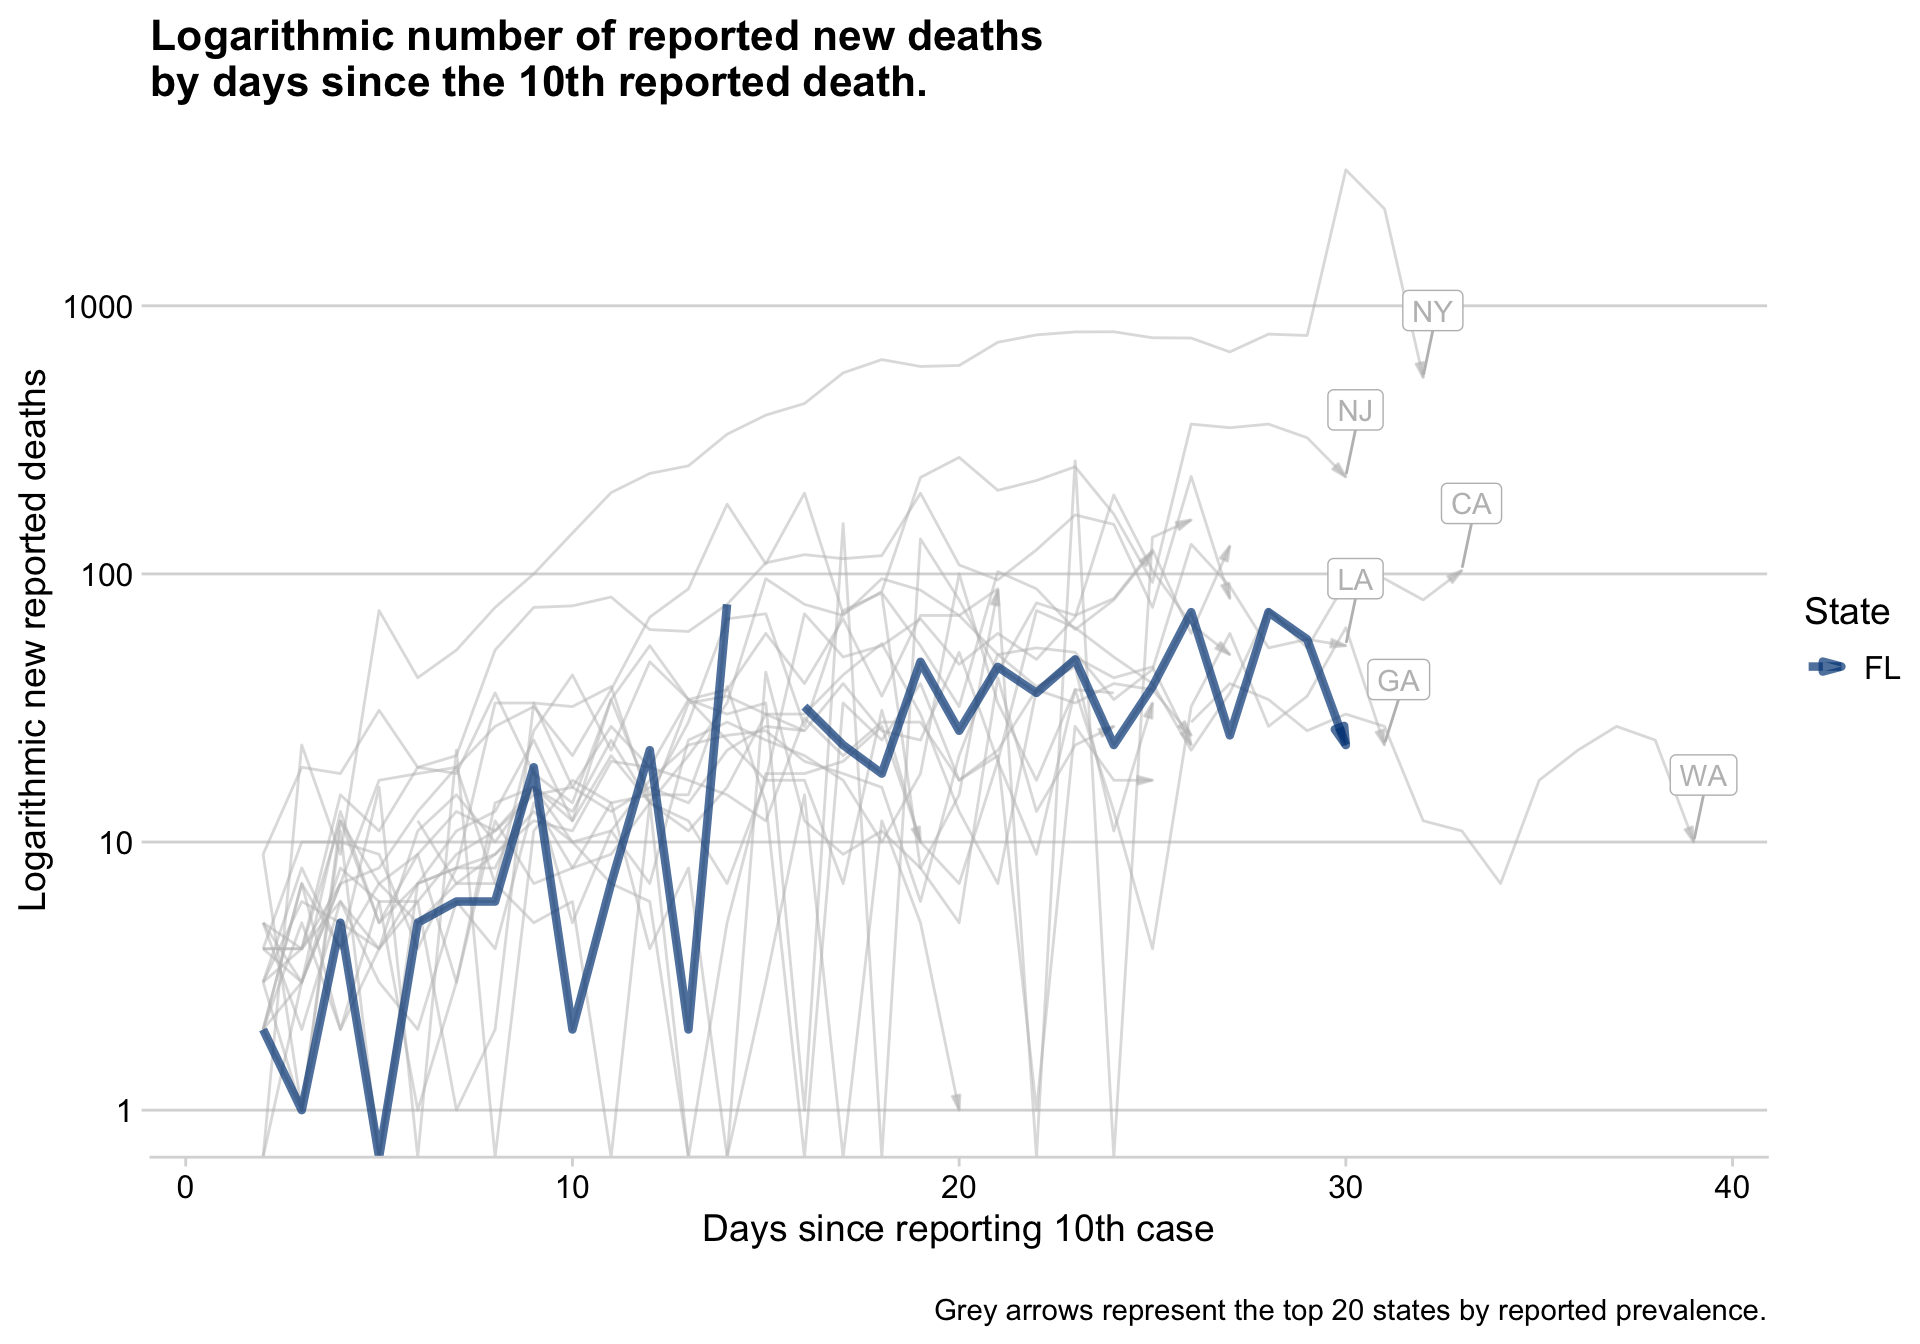 Logarithmic number of reported new deaths
by days since the 10th reported death.
Logarithmic new reported deaths
1000
100
10
1
NY
NJ
CA
LA
GA
WA
State
FL
0
10
20
30
40
Days since reporting 10th case
Grey arrows represent the top 20 states by reported prevalence.